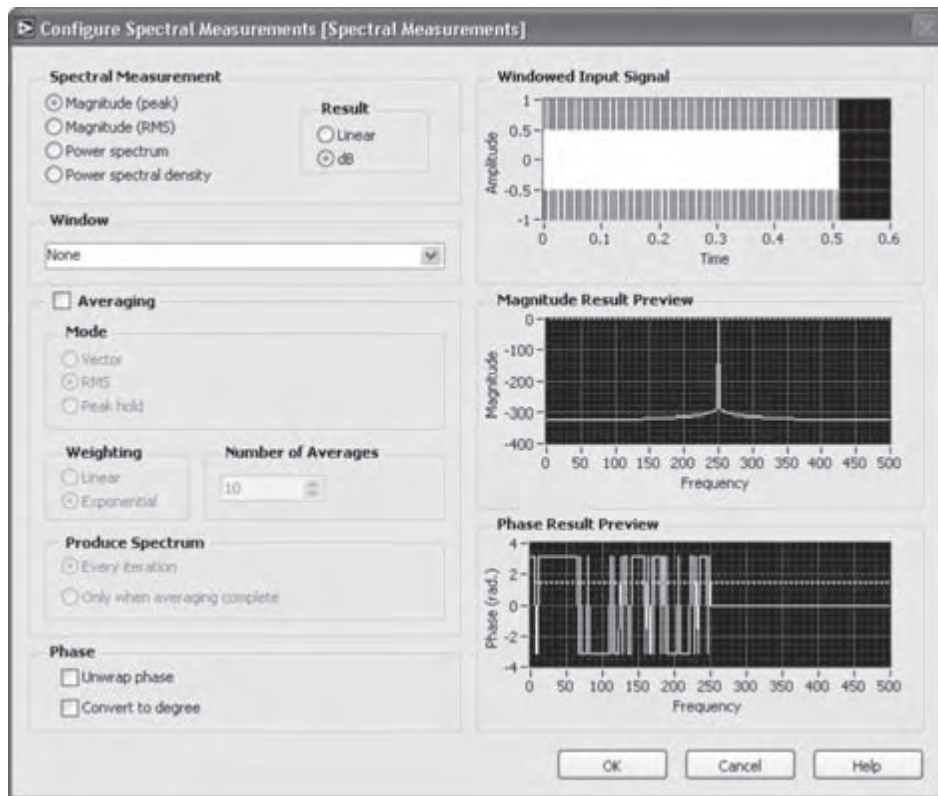 Configure Spectral Measurements [Spectral Measurements]
Spectral Measurement
Magnitude (peak)
Magnitude (RMS)
Power spectrum
Power spectral density
Result
Linear
dB
Window
None
Averaging
Mode
Vector
RMS
Peak hold
Weighting
Linear
Exponential
Number of Averages
10
Produce Spectrum
Every iteration
Only when averaging complete
Phase
Unwrap phase
Convert to degree
Windowed Input Signal
Amplitude
1
0.5
0
-0.5
-1
0 0.1 0.2 0.3 0.4 0.5 0.6
Time
Magnitude Result Preview
Magnitude
0
-100
-200
-300
-400
0 50 100 150 200 250 300 350 400 450 500
Frequency
Phase Result Preview
Phase (rad.)
4
2
0
-2
-4
0 50 100 150 200 250 300 350 400 450 500
Frequency
OK Cancel Help